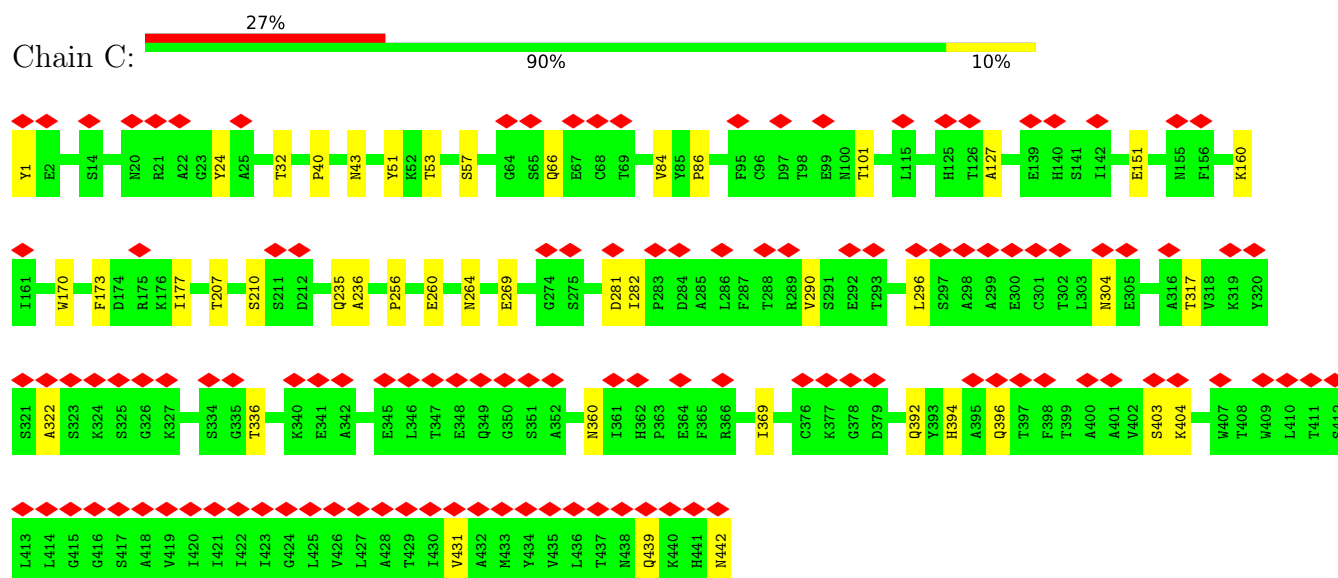 27%
Chain C:
90%
10%
Y1 E2 S14 N20 R21 A22 G23 Y24 A25 T32 P40 N43 Y51 K52 T53 S57 G64 S65 Q66 E67 C68 T69 V84 Y85 P86 F95 C96 D97 T98 E99 N100 T101 L115 H125 T126 A127 E139 H140 S141 I142 E151 N155 F156 K160
I161 W170 F173 D174 R175 K176 I177 T207 S210 S211 D212 Q235 A236 P256 E260 N264 E269 G274 S275 D281 I282 P283 D284 A285 L286 F287 T288 R289 V290 S291 E292 T293 L296 S297 A298 A299 E300 C301 T302 L303 N304 E305 A316 T317 V318 K319 Y320
S321 A322 S323 K324 S325 G326 K327 S334 G335 T336 K340 E341 A342 E345 L346 T347 E348 Q349 G350 S351 A352 N360 I361 H362 P363 E364 F365 R366 I369 C376 K377 G378 D379 Q392 Y393 H394 A395 Q396 T397 F398 T399 A400 A401 V402 S403 K404 W407 T408 W409 L410 T411 S412
L413 L414 G415 G416 S417 A418 V419 I420 I421 I422 I423 G424 L425 V426 L427 A428 T429 I430 V431 A432 M433 Y434 V435 L436 T437 N438 Q439 K440 H441 N442